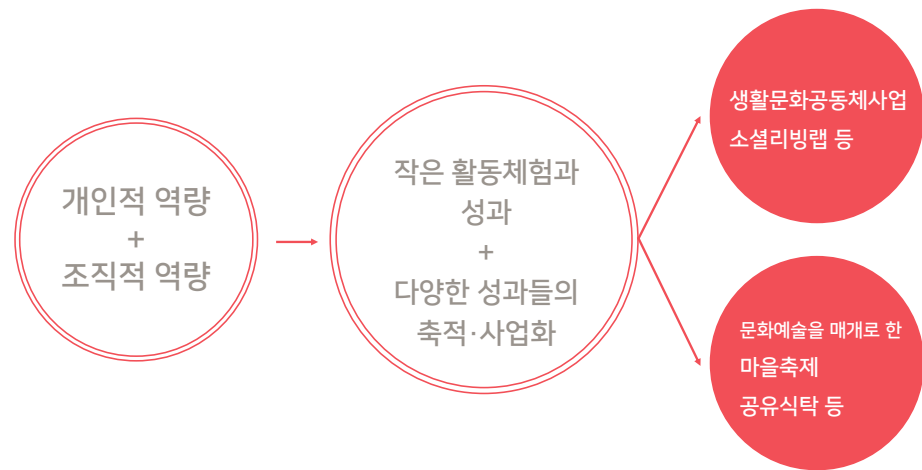 개인적 역량
+
조직적 역량
작은 활동체험과
성과
+
다양한 성과들의
축적·사업화
생활문화공동체사업
소셜리빙랩 등
문화예술을 매개로 한
마을축제
공유식탁 등